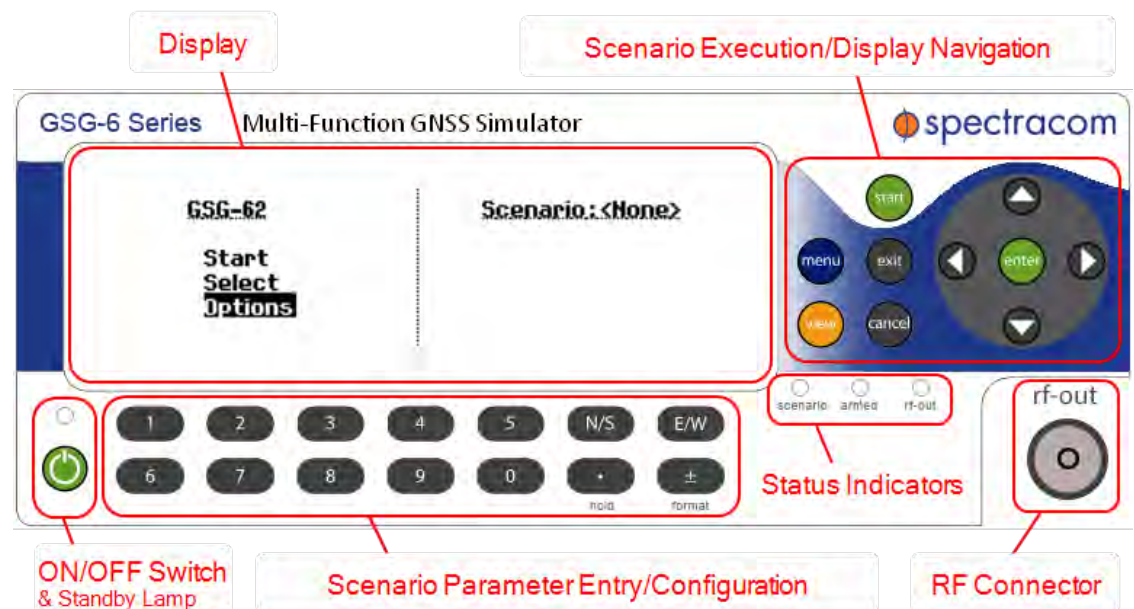 Display
Scenario Execution/Display Navigation
GSG-6 Series Multi-Function GNSS Simulator
spectracom
GSG-62
Scenario:<None>
Start
Select
Options
start
menu
exit
enter
view
cancel
scenario armed rf-out
rf-out
1 2 3 4 5 N/S E/W
6 7 8 9 0 . ±
hold format
Status Indicators
ON/OFF Switch
& Standby Lamp
Scenario Parameter Entry/Configuration
RF Connector